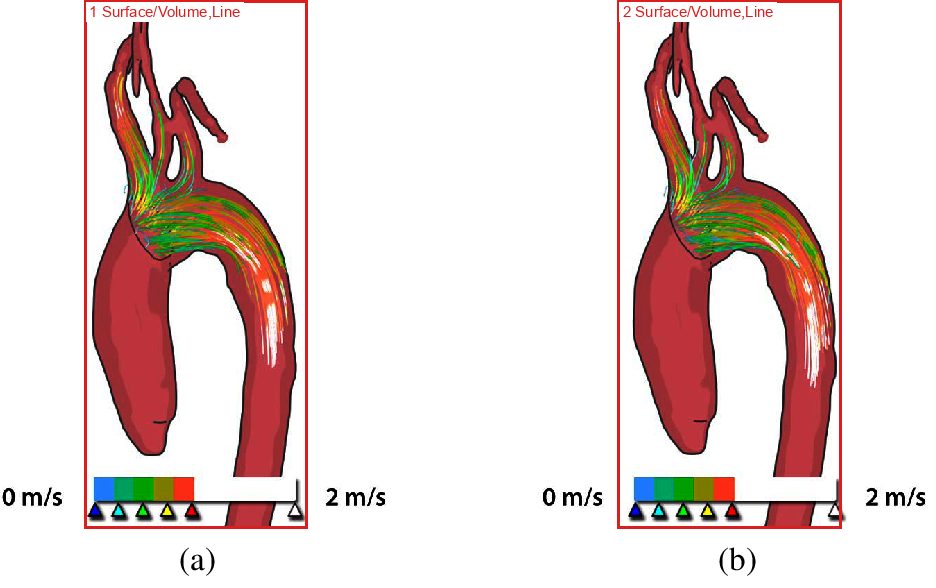 1 Surface/Volume,Line
2 Surface/Volume,Line
0 m/s
2 m/s
0 m/s
2 m/s
(a)
(b)